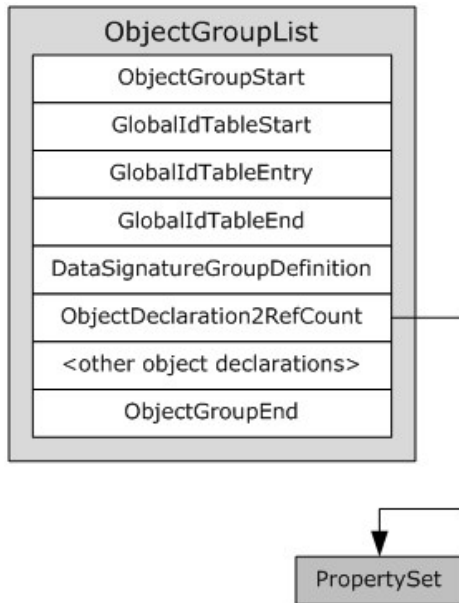 ObjectGroupList
ObjectGroupStart
GlobalIdTableStart
GlobalIdTableEntry
GlobalIdTableEnd
DataSignatureGroupDefinition
ObjectDeclaration2RefCount
<other object declarations>
ObjectGroupEnd
PropertySet